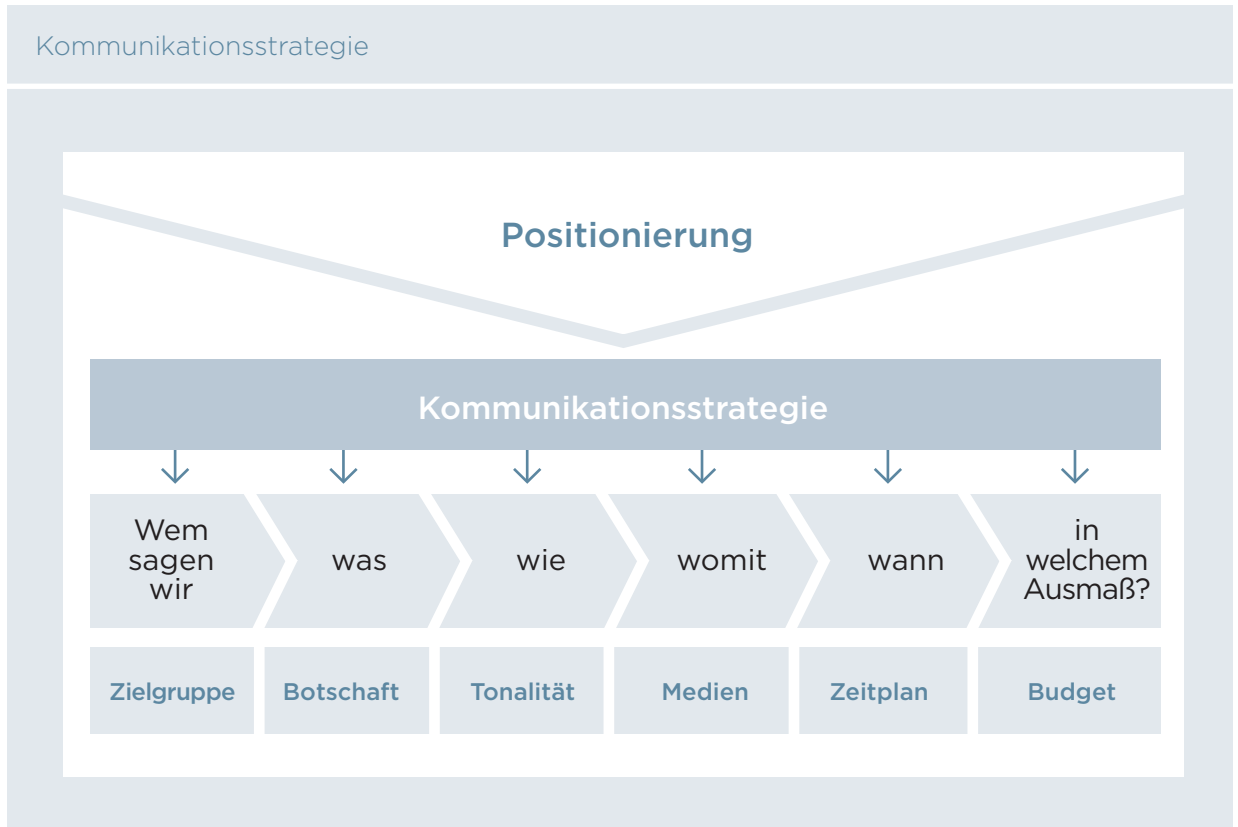 Kommunikationsstrategie
Positionierung
Kommunikationsstrategie
Wem
sagen
wir
was
wie
womit
wann
in
welchem
Ausmaß?
Zielgruppe
Botschaft
Tonalität
Medien
Zeitplan
Budget